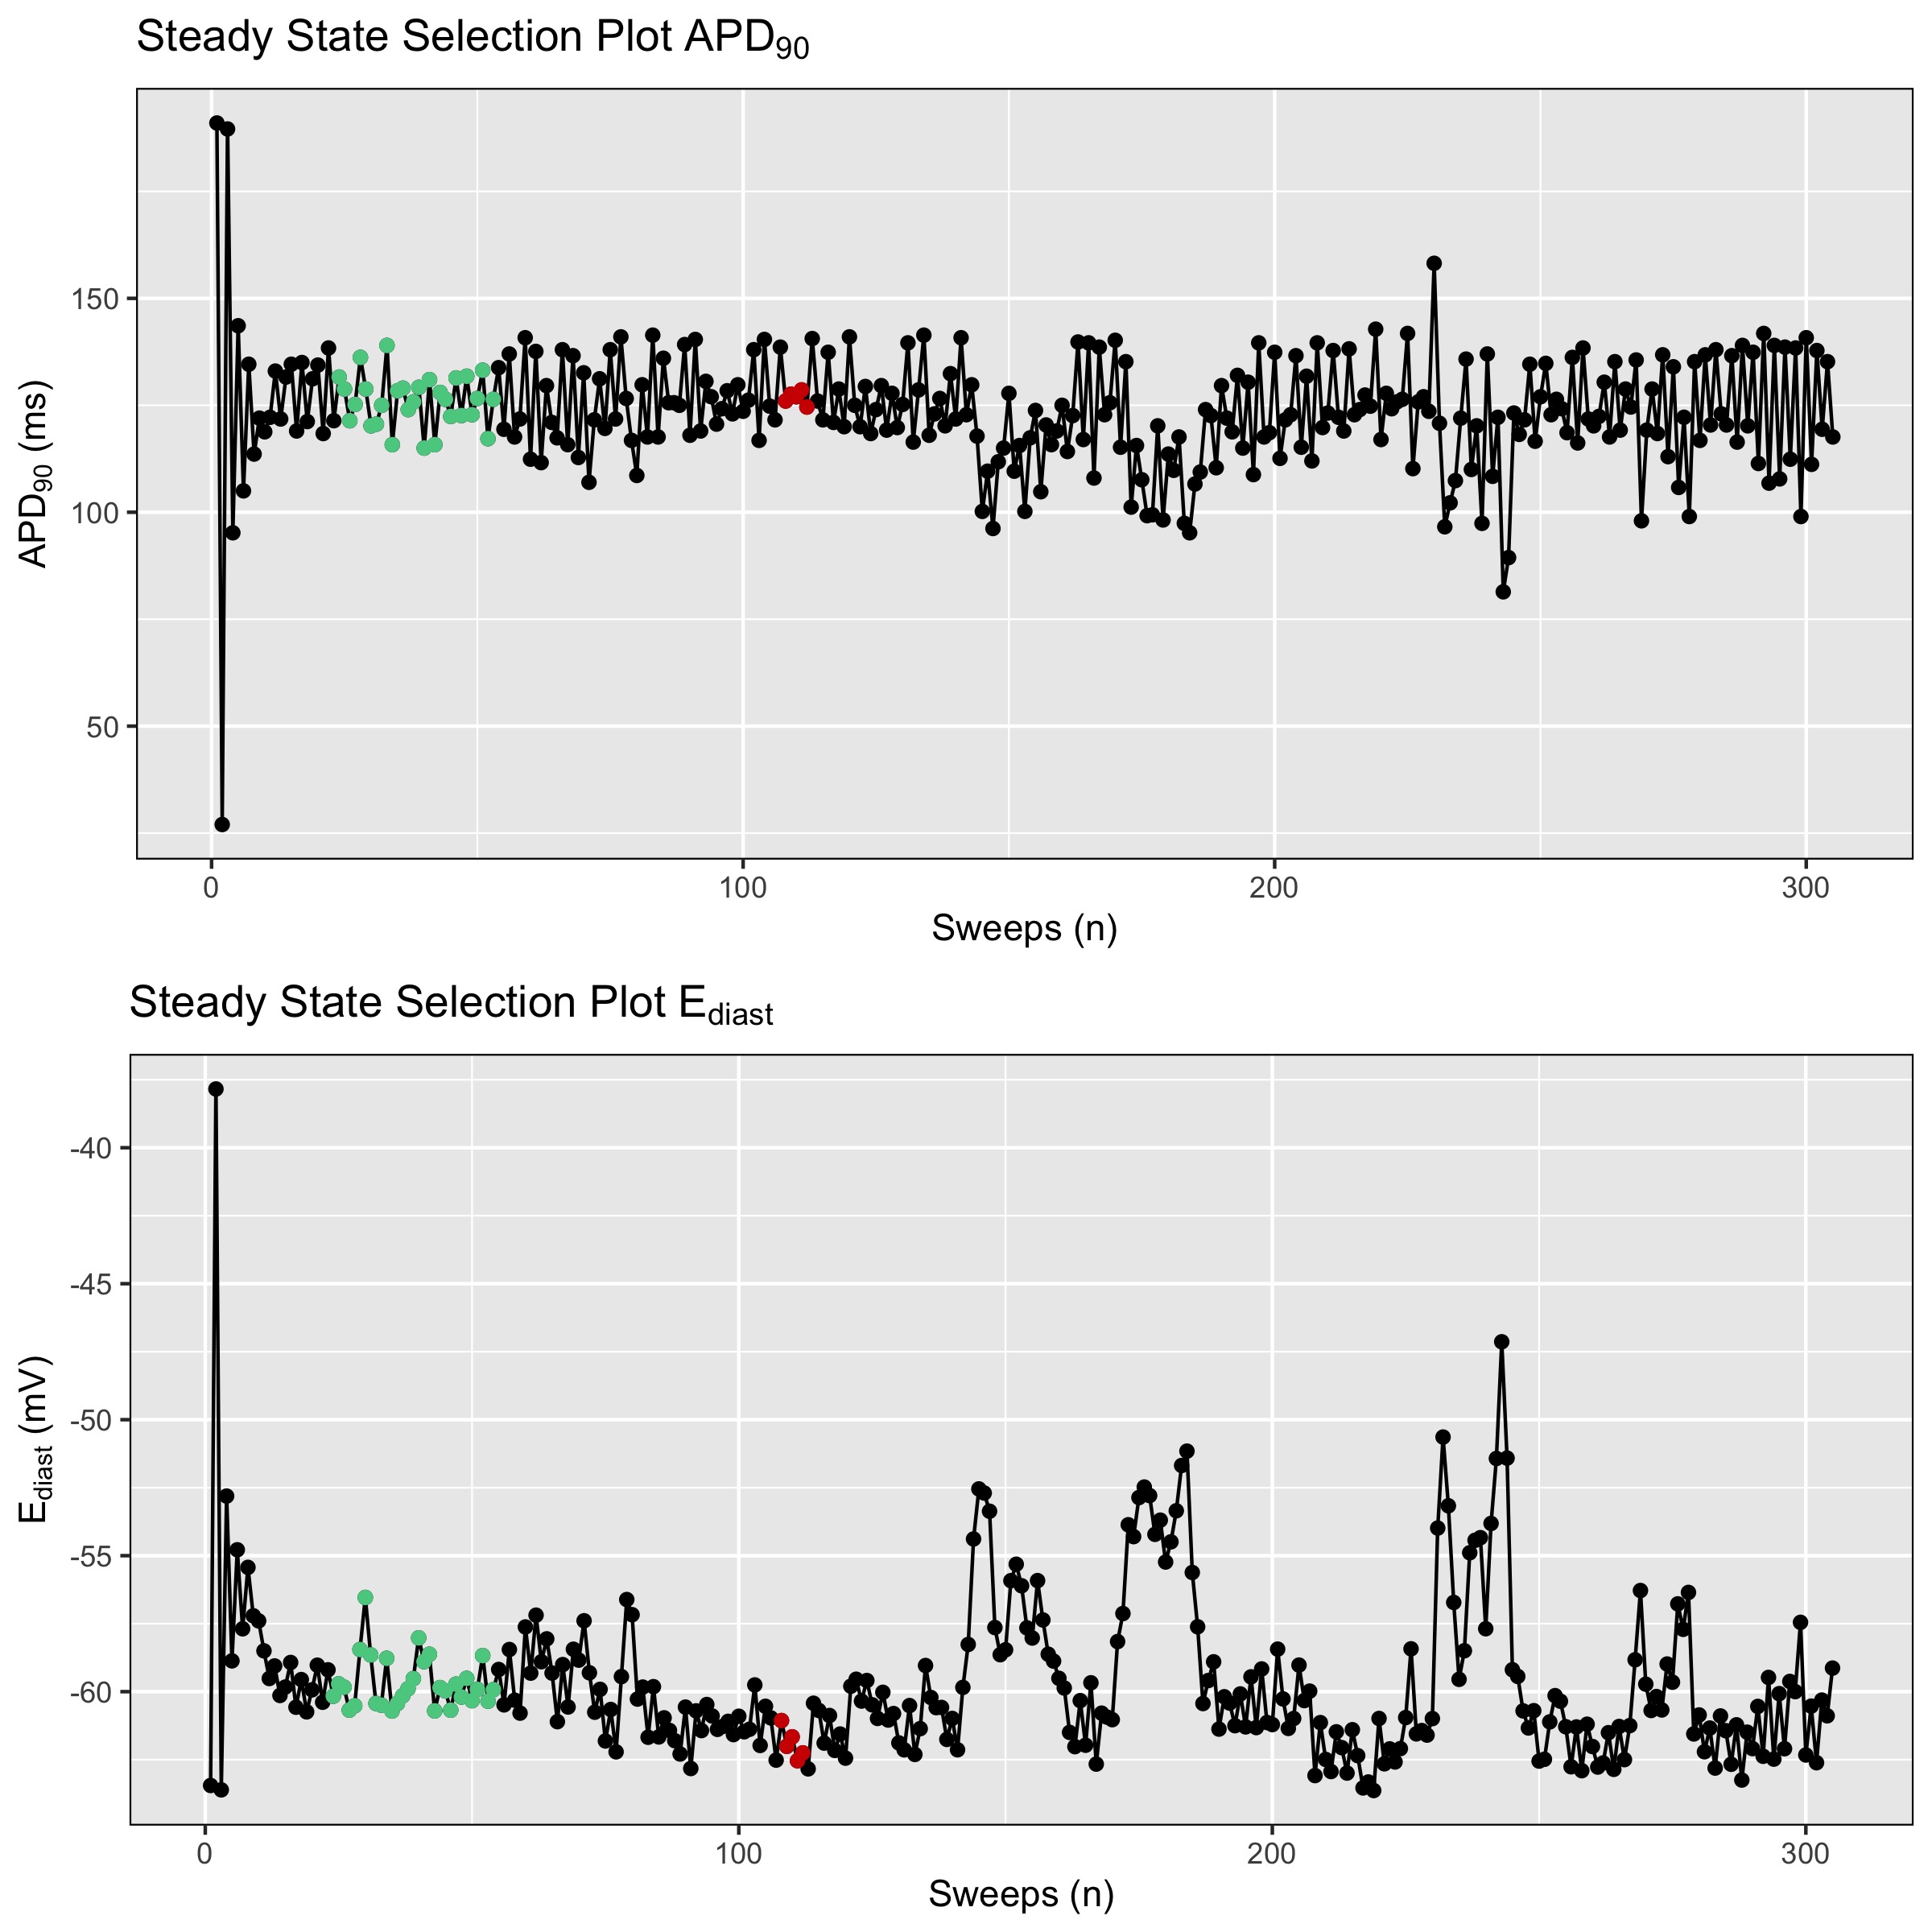 Steady State Selection Plot APD90
150
100
50
APD90 (ms)
0 100 200 300
Sweeps (n)
Steady State Selection Plot Ediast
-40
-45
-50
-55
-60
Ediast (mV)
0 100 200 300
Sweeps (n)